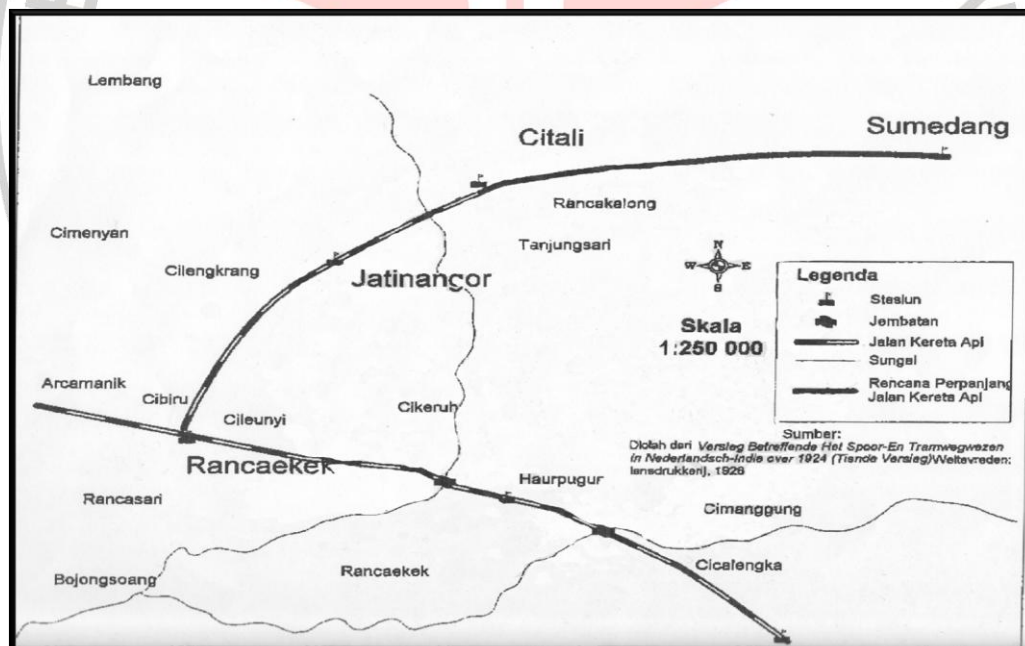 Lembang
Citali
Sumedang
Rancakalong
Cimenyan
Tanjungsari
Cilengkrang
Jatinangor
N
W E
S
Skala
1:250 000
Legenda
Stasiun
Jembatan
Jalan Kereta Api
Sungai
Rencana Perpanjang
Jalan Kereta Api
Arcamanik
Cibiru
Cileunyi
Cikeruh
Rancaekek
Sumber:
Diolah dari Verslag Betreffende Het Spoor-En Tramwegwezen
in Nederlandsch-Indie over 1924 (Tiende Verslag)Weltevreden:
lansdrukkerij, 1926
Rancasari
Haurpugur
Cimanggung
Bojongsoang
Rancaekek
Cicalengka